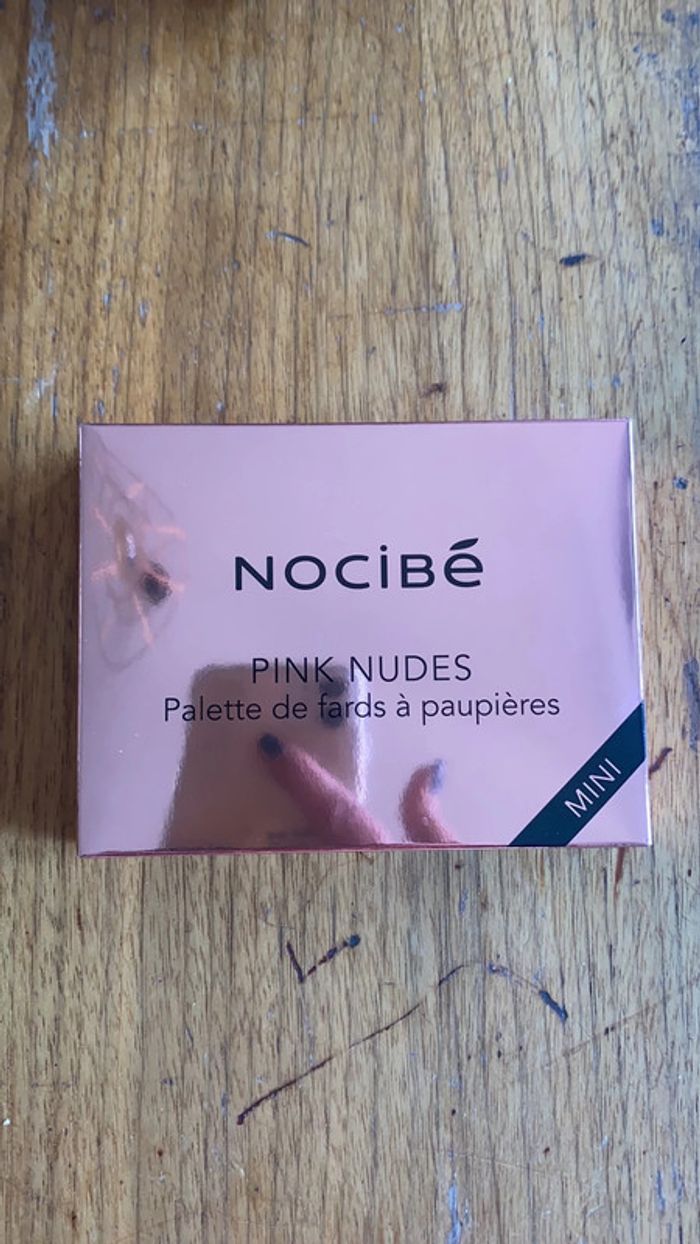 NOCIBÉ
PINK NUDES
Palette de fards à paupières
MINI